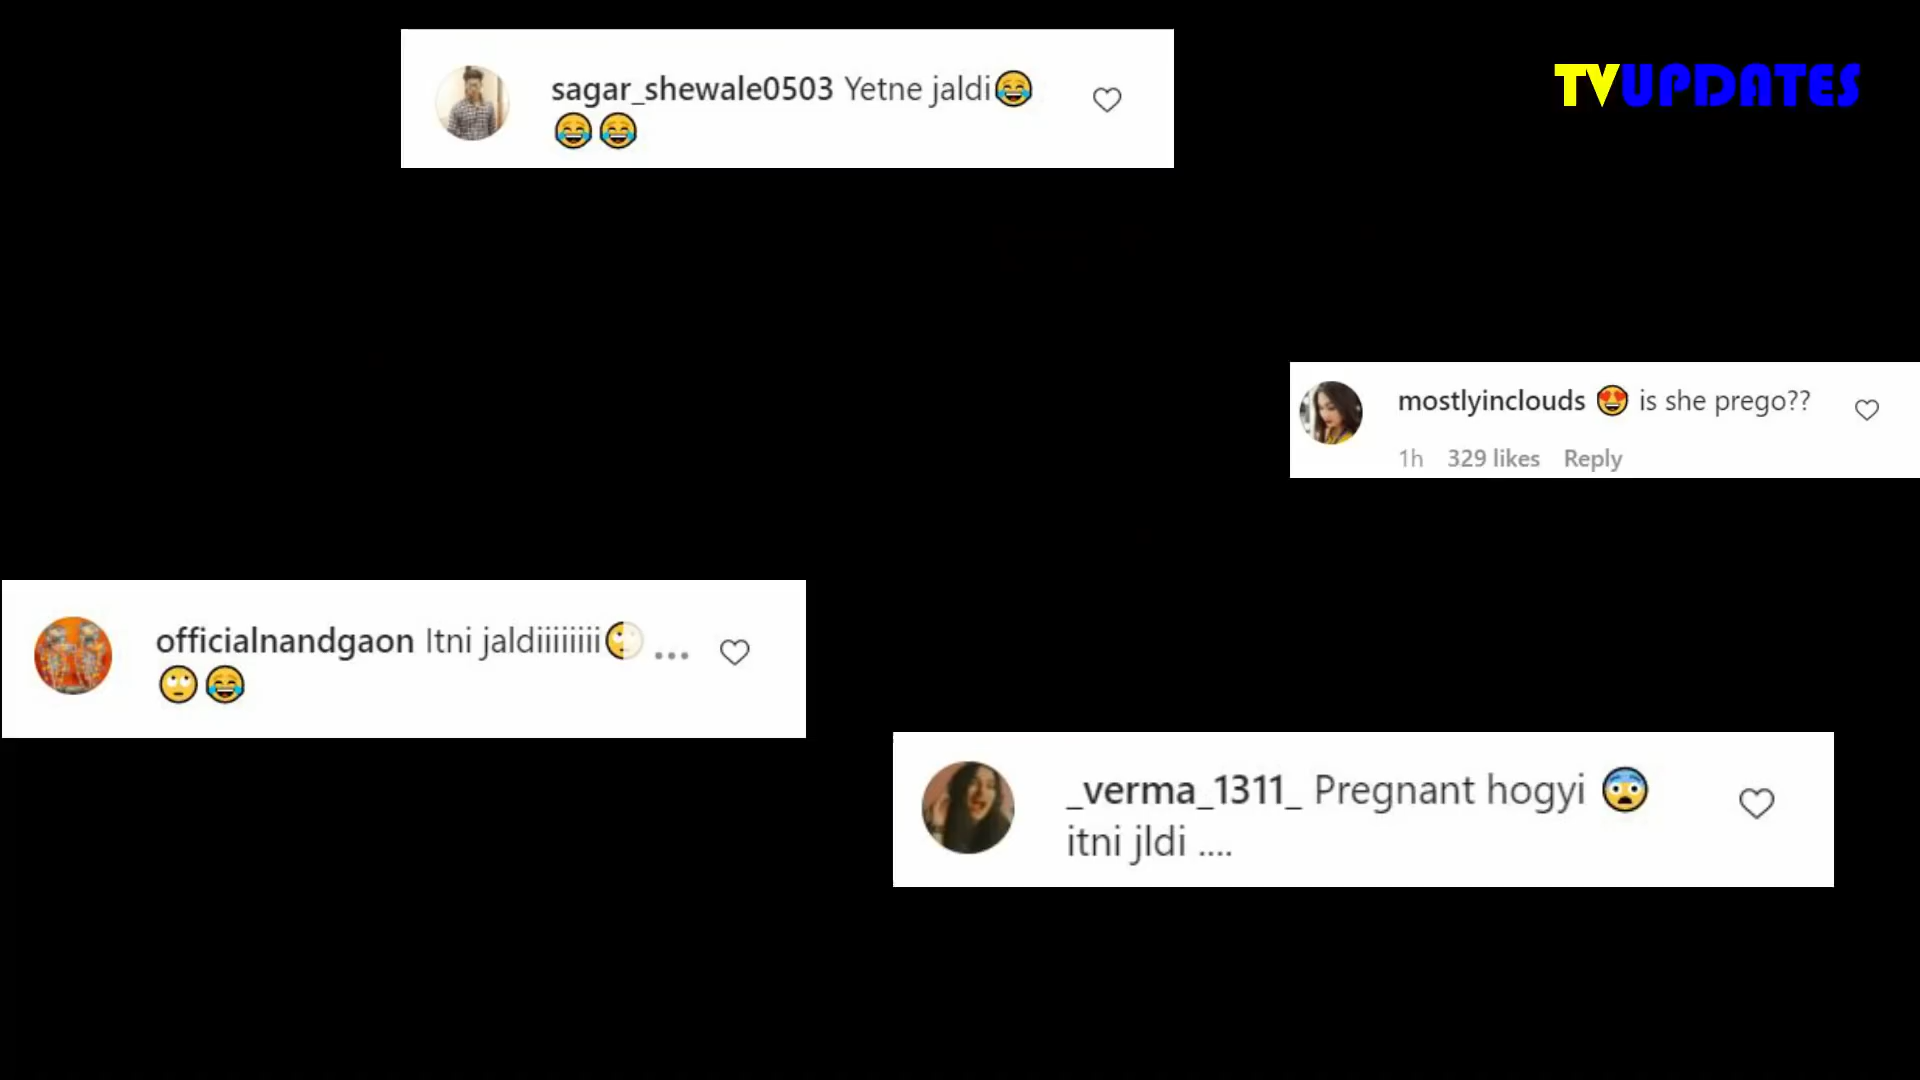 TVUPDATES
sagar_shewale0503 Yetne jaldi😂
😂😂
mostlyinclouds 😍 is she prego??
1h 329 likes Reply
officialnandgaon Itni jaldiiiiiiiii🙄 ...
🙄😂
_verma_1311_ Pregnant hogyi 😨
itni jldi ....